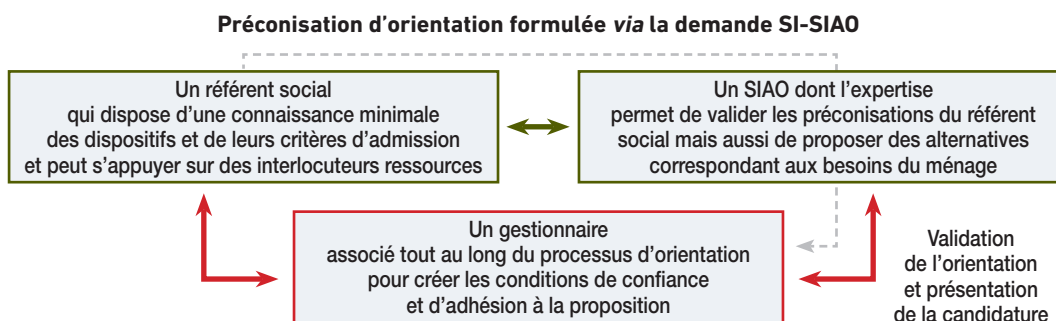 Préconisation d’orientation formulée via la demande SI-SIAO
Un référent social
qui dispose d’une connaissance minimale
des dispositifs et de leurs critères d’admission
et peut s’appuyer sur des interlocuteurs ressources
Un SIAO dont l’expertise
permet de valider les préconisations du référent
social mais aussi de proposer des alternatives
correspondant aux besoins du ménage
Un gestionnaire
associé tout au long du processus d’orientation
pour créer les conditions de confiance
et d’adhésion à la proposition
Validation
de l’orientation
et présentation
de la candidature